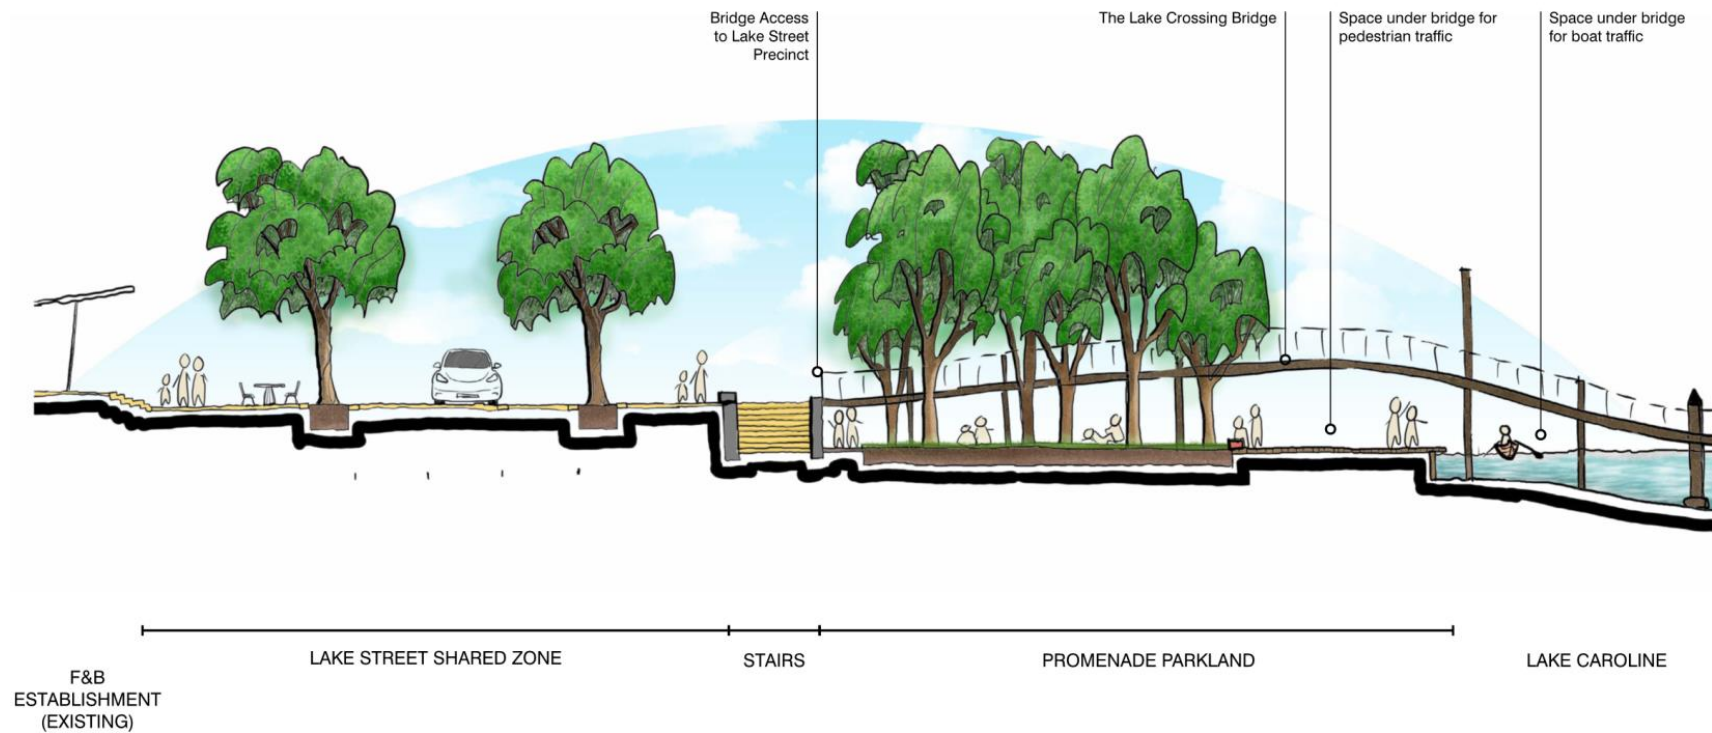 Bridge Access
to Lake Street
Precinct
The Lake Crossing Bridge
Space under bridge for
pedestrian traffic
Space under bridge
for boat traffic
F&B
ESTABLISHMENT
(EXISTING)
LAKE STREET SHARED ZONE
STAIRS
PROMENADE PARKLAND
LAKE CAROLINE